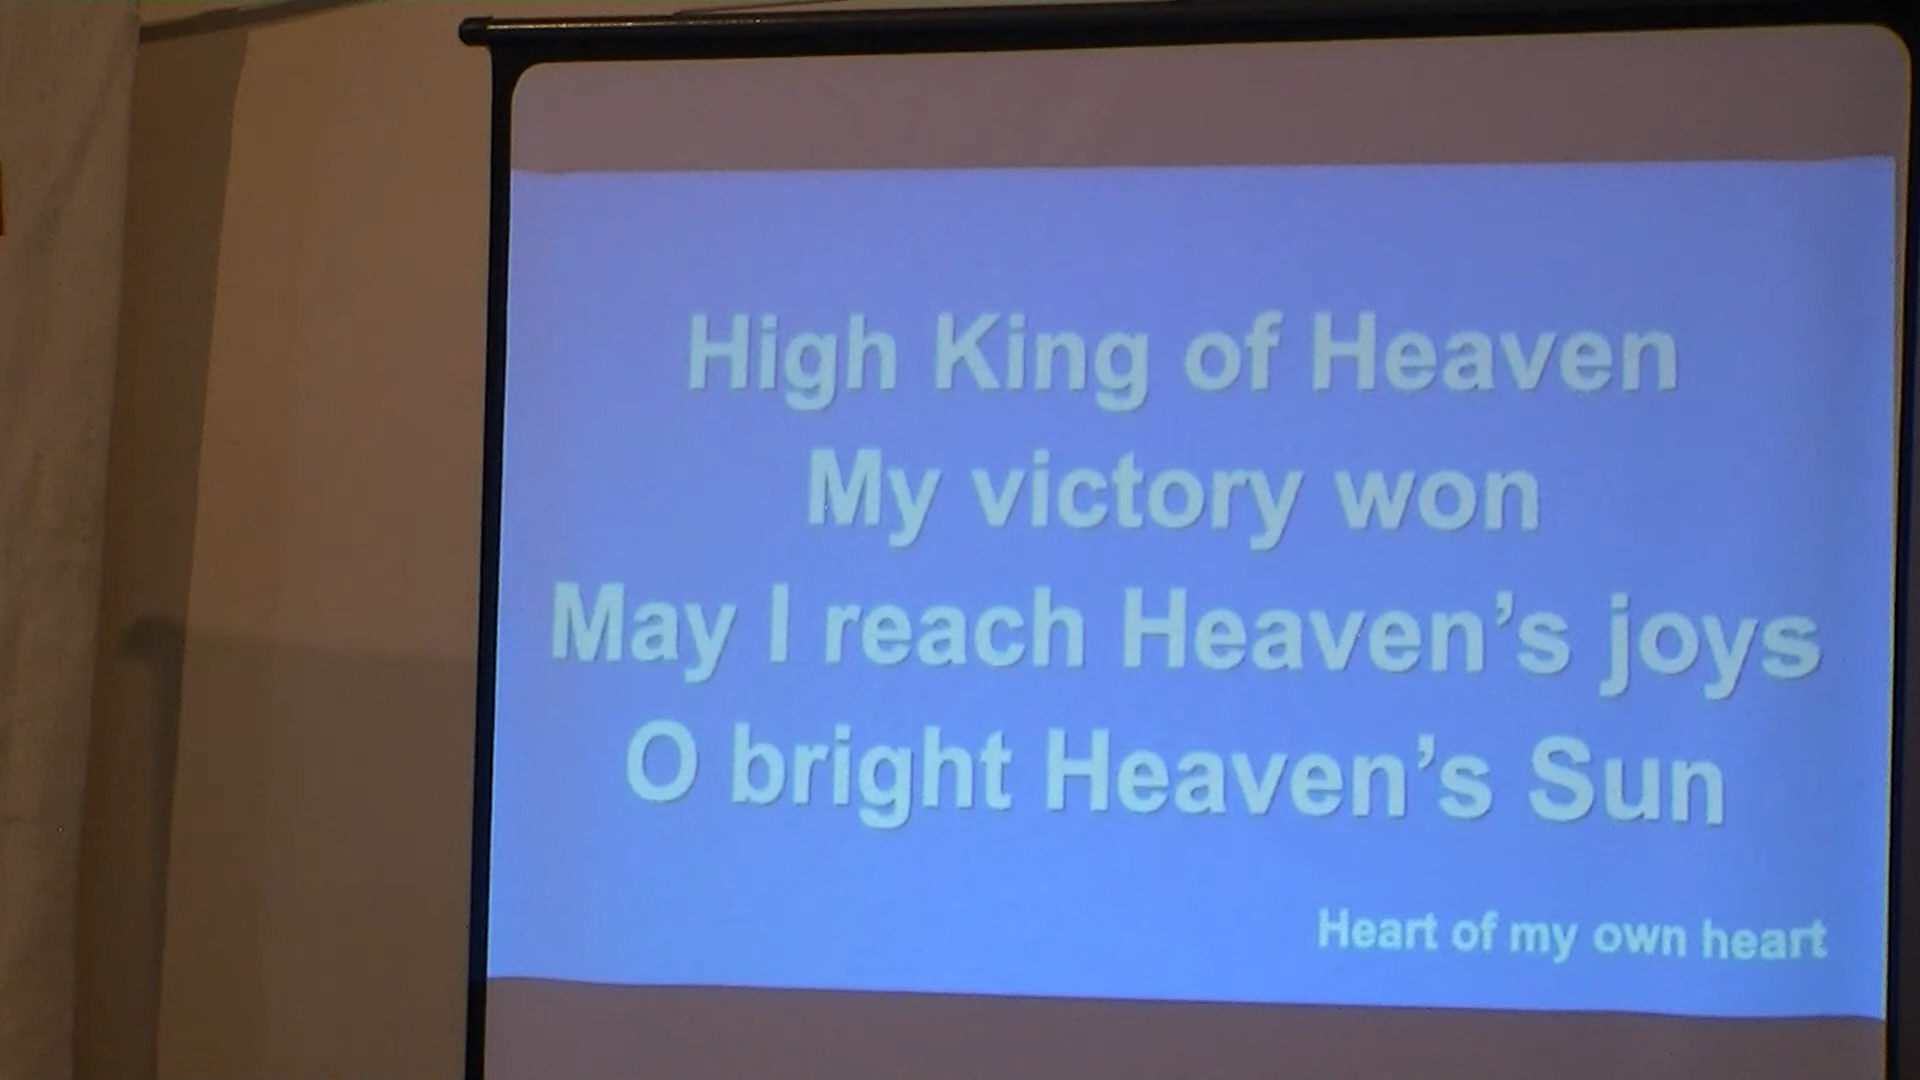 High King of Heaven
My victory won
May I reach Heaven’s joys
O bright Heaven’s Sun
Heart of my own heart